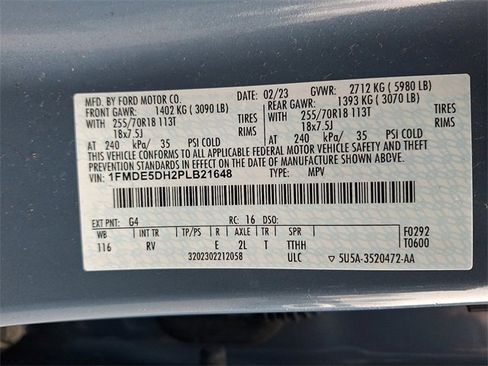 MFD. BY FORD MOTOR CO.
02/23 GVWR: 2712 KG ( 5980 LB)
FRONT GAWR: 1402 KG ( 3090 LB)
REAR GAWR: 1393 KG ( 3070 LB)
WITH 255/70R18 113T TIRES
WITH 255/70R18 113T TIRES
18x7.5J RIMS
18x7.5J RIMS
AT 240 kPa/ 35 PSI COLD
AT 240 kPa/ 35 PSI COLD
THIS VEHICLE CONFORMS TO ALL APPLICABLE FEDERAL MOTOR VEHICLE SAFETY STANDARDS IN EFFECT ON THE DATE OF MANUFACTURE SHOWN ABOVE.
VIN: 1FMDE5DH2PLB21648 TYPE: MPV
EXT PNT: G4 RC: 16 DSO:
WB INT TR TP/PS R AXLE TR SPR F0292
116 RV E 2L T TTHH T0600
3202302212058 ULC 5U5A-3520472-AA